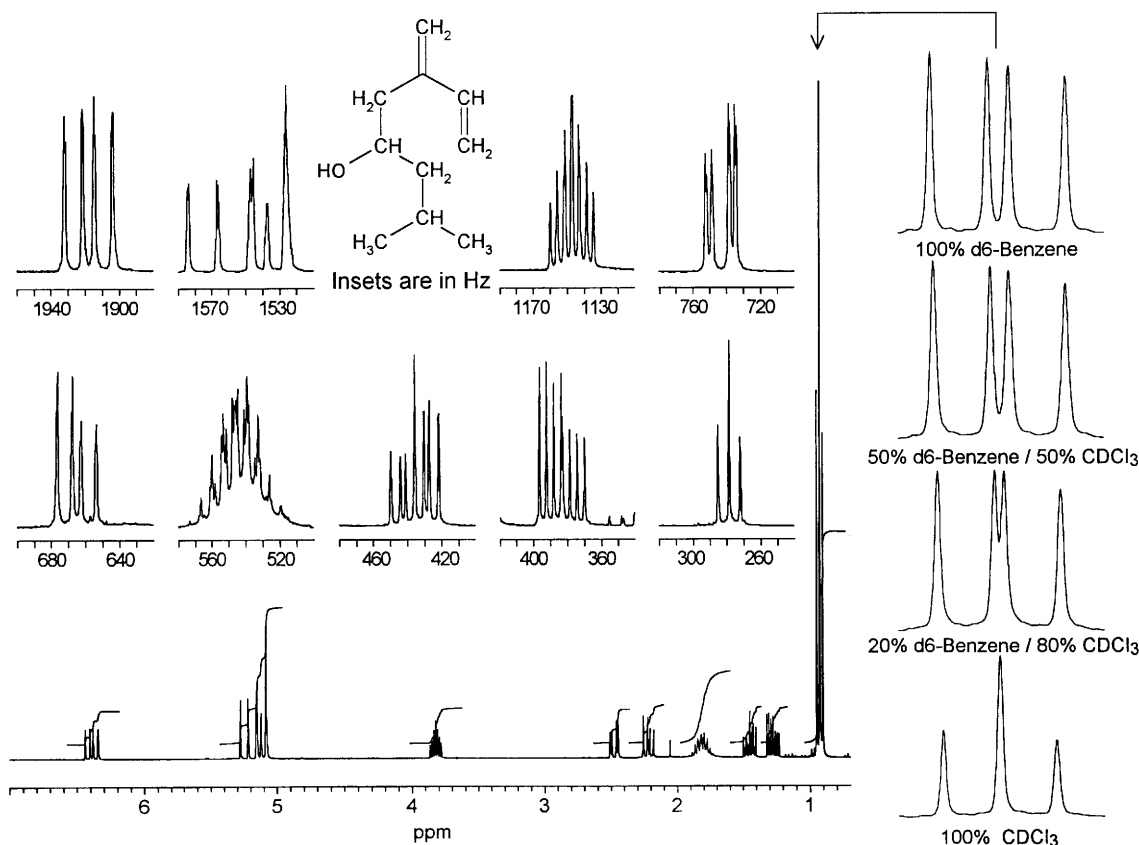 CH2
H2C
CH
CH
CH2
HO
CH2
CH
H3C
CH3
Insets are in Hz
1940 1900
1570 1530
1170 1130
760 720
680 640
560 520
460 420
400 360
300 260
6 5 4 3 2 1
ppm
100% d6-Benzene
50% d6-Benzene / 50% CDCl3
20% d6-Benzene / 80% CDCl3
100% CDCl3